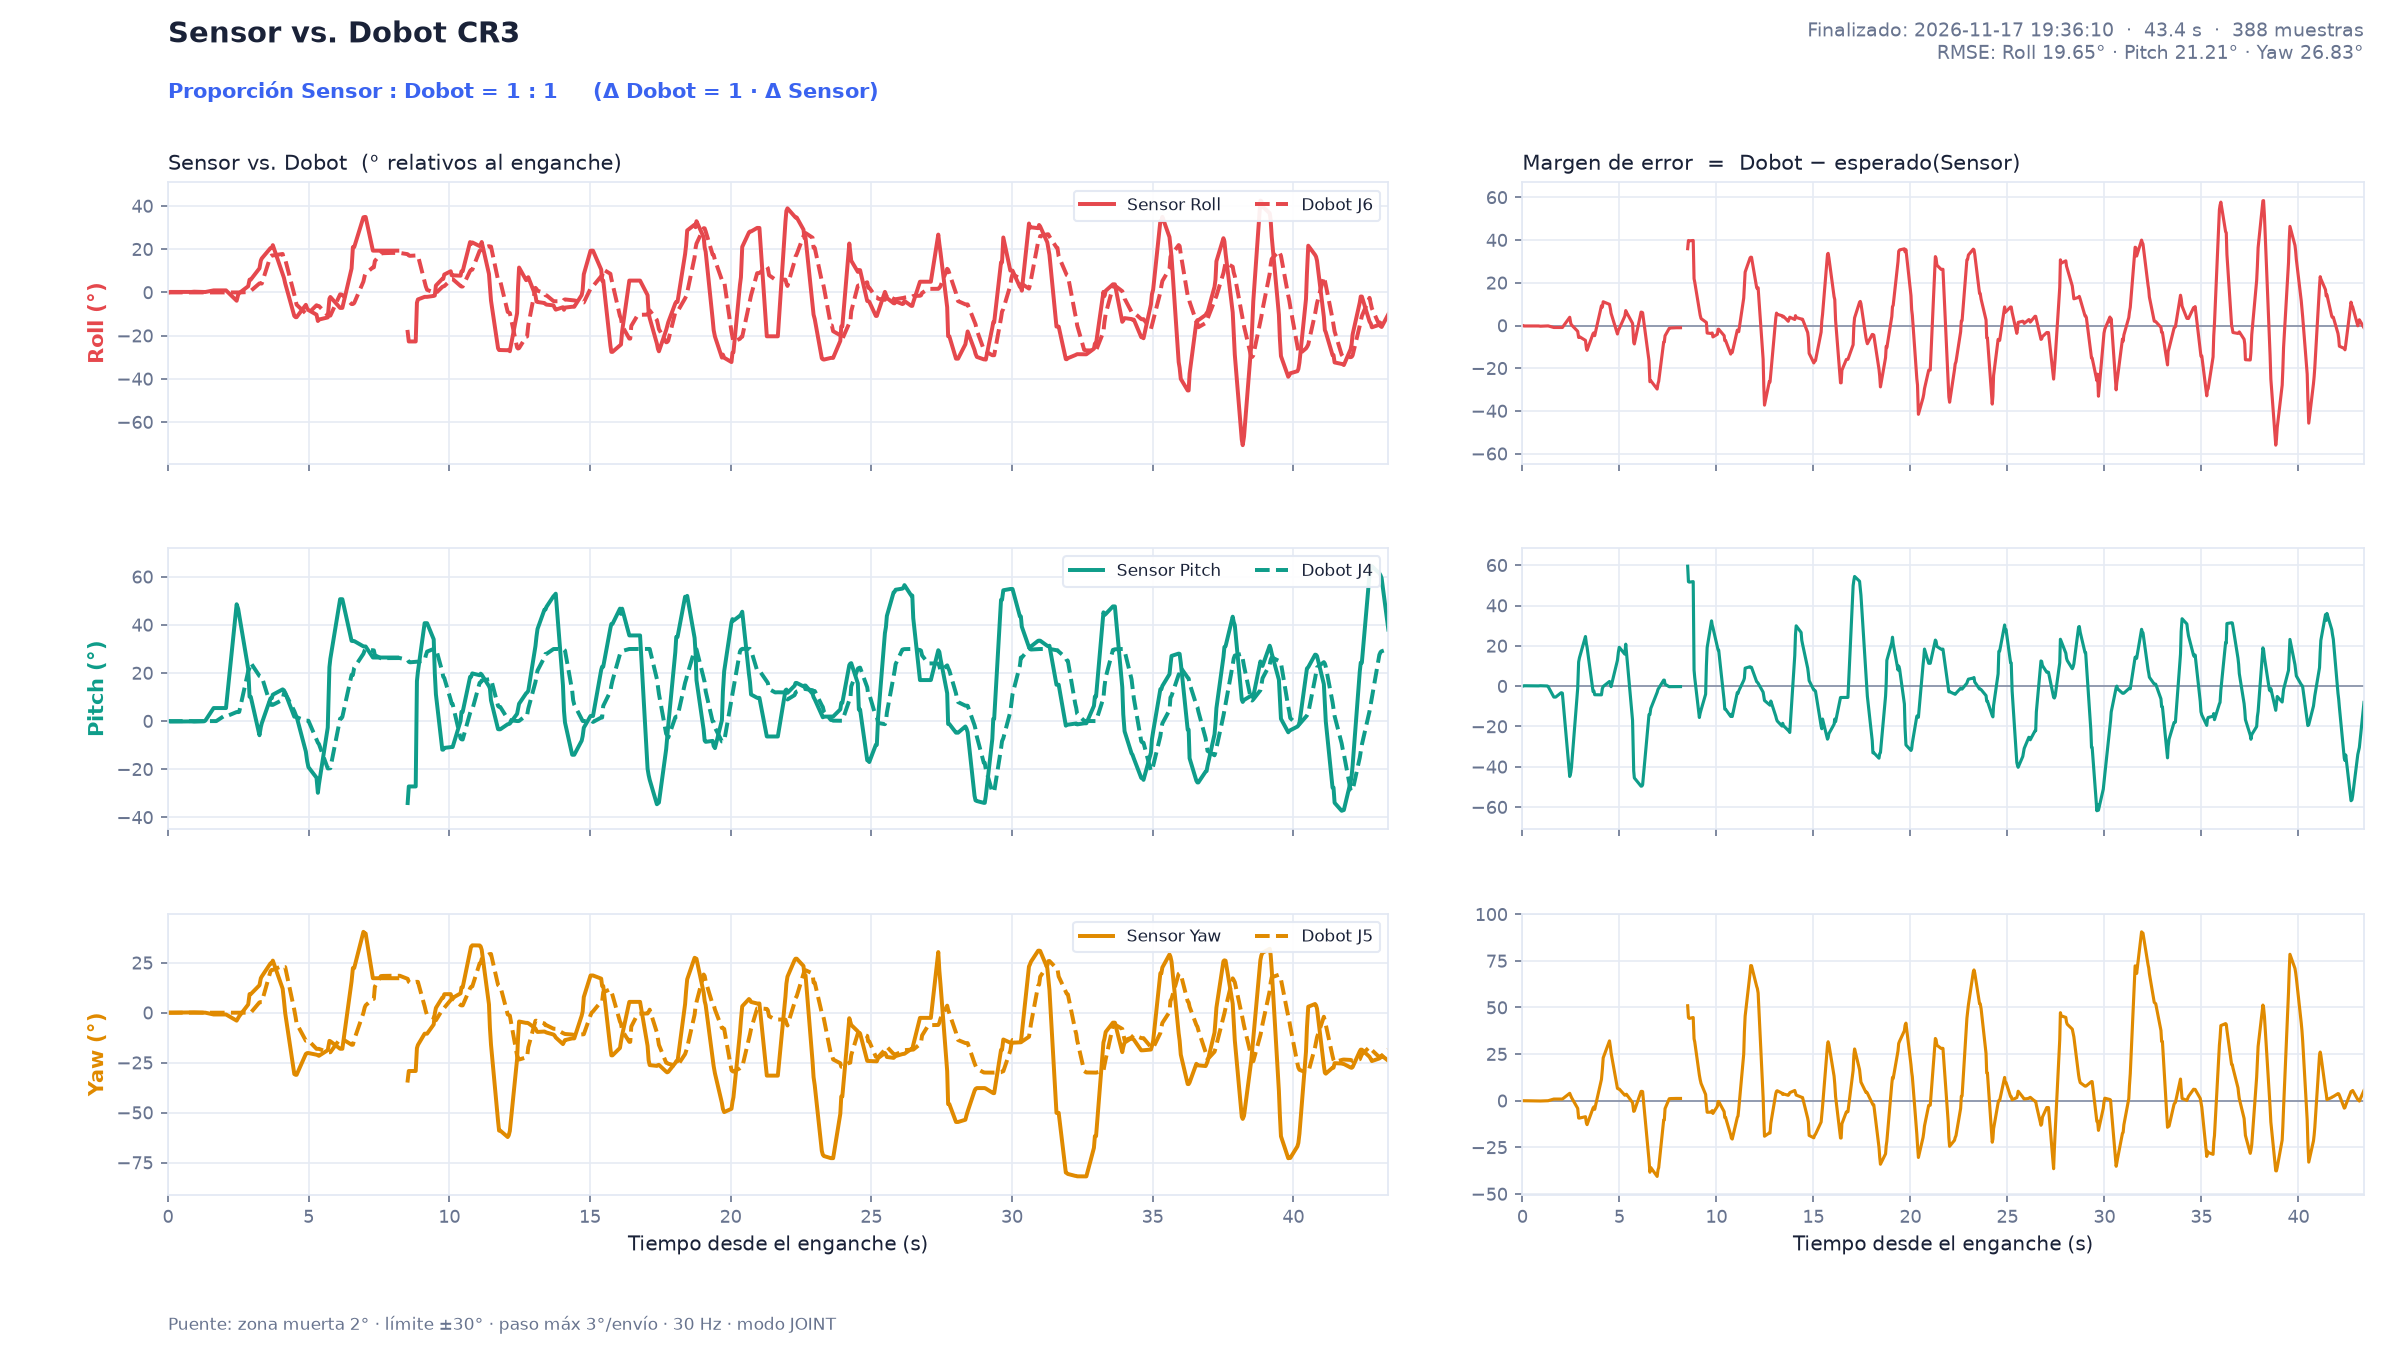 Sensor vs. Dobot CR3
Finalizado: 2026-11-17 19:36:10 · 43.4 s · 388 muestras
RMSE: Roll 19.65° · Pitch 21.21° · Yaw 26.83°
Proporción Sensor : Dobot = 1 : 1 (Δ Dobot = 1 · Δ Sensor)
Sensor vs. Dobot (° relativos al enganche)
Margen de error = Dobot − esperado(Sensor)
Roll (°)
40
20
0
−20
−40
−60
Sensor Roll
Dobot J6
60
40
20
0
−20
−40
−60
Pitch (°)
60
40
20
0
−20
−40
Sensor Pitch
Dobot J4
60
40
20
0
−20
−40
−60
Yaw (°)
25
0
−25
−50
−75
Sensor Yaw
Dobot J5
100
75
50
25
0
−25
−50
0 5 10 15 20 25 30 35 40
Tiempo desde el enganche (s)
0 5 10 15 20 25 30 35 40
Tiempo desde el enganche (s)
Puente: zona muerta 2° · límite ±30° · paso máx 3°/envío · 30 Hz · modo JOINT